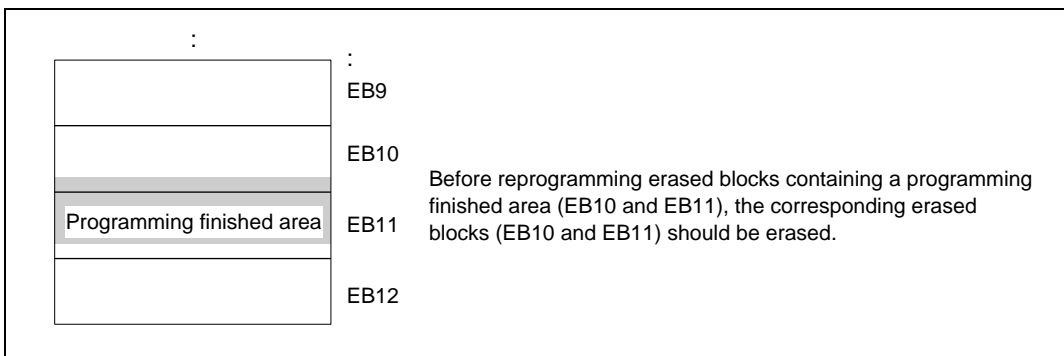 :
:
EB9
EB10
Before reprogramming erased blocks containing a programming
finished area (EB10 and EB11), the corresponding erased
blocks (EB10 and EB11) should be erased.
Programming finished area
EB11
EB12